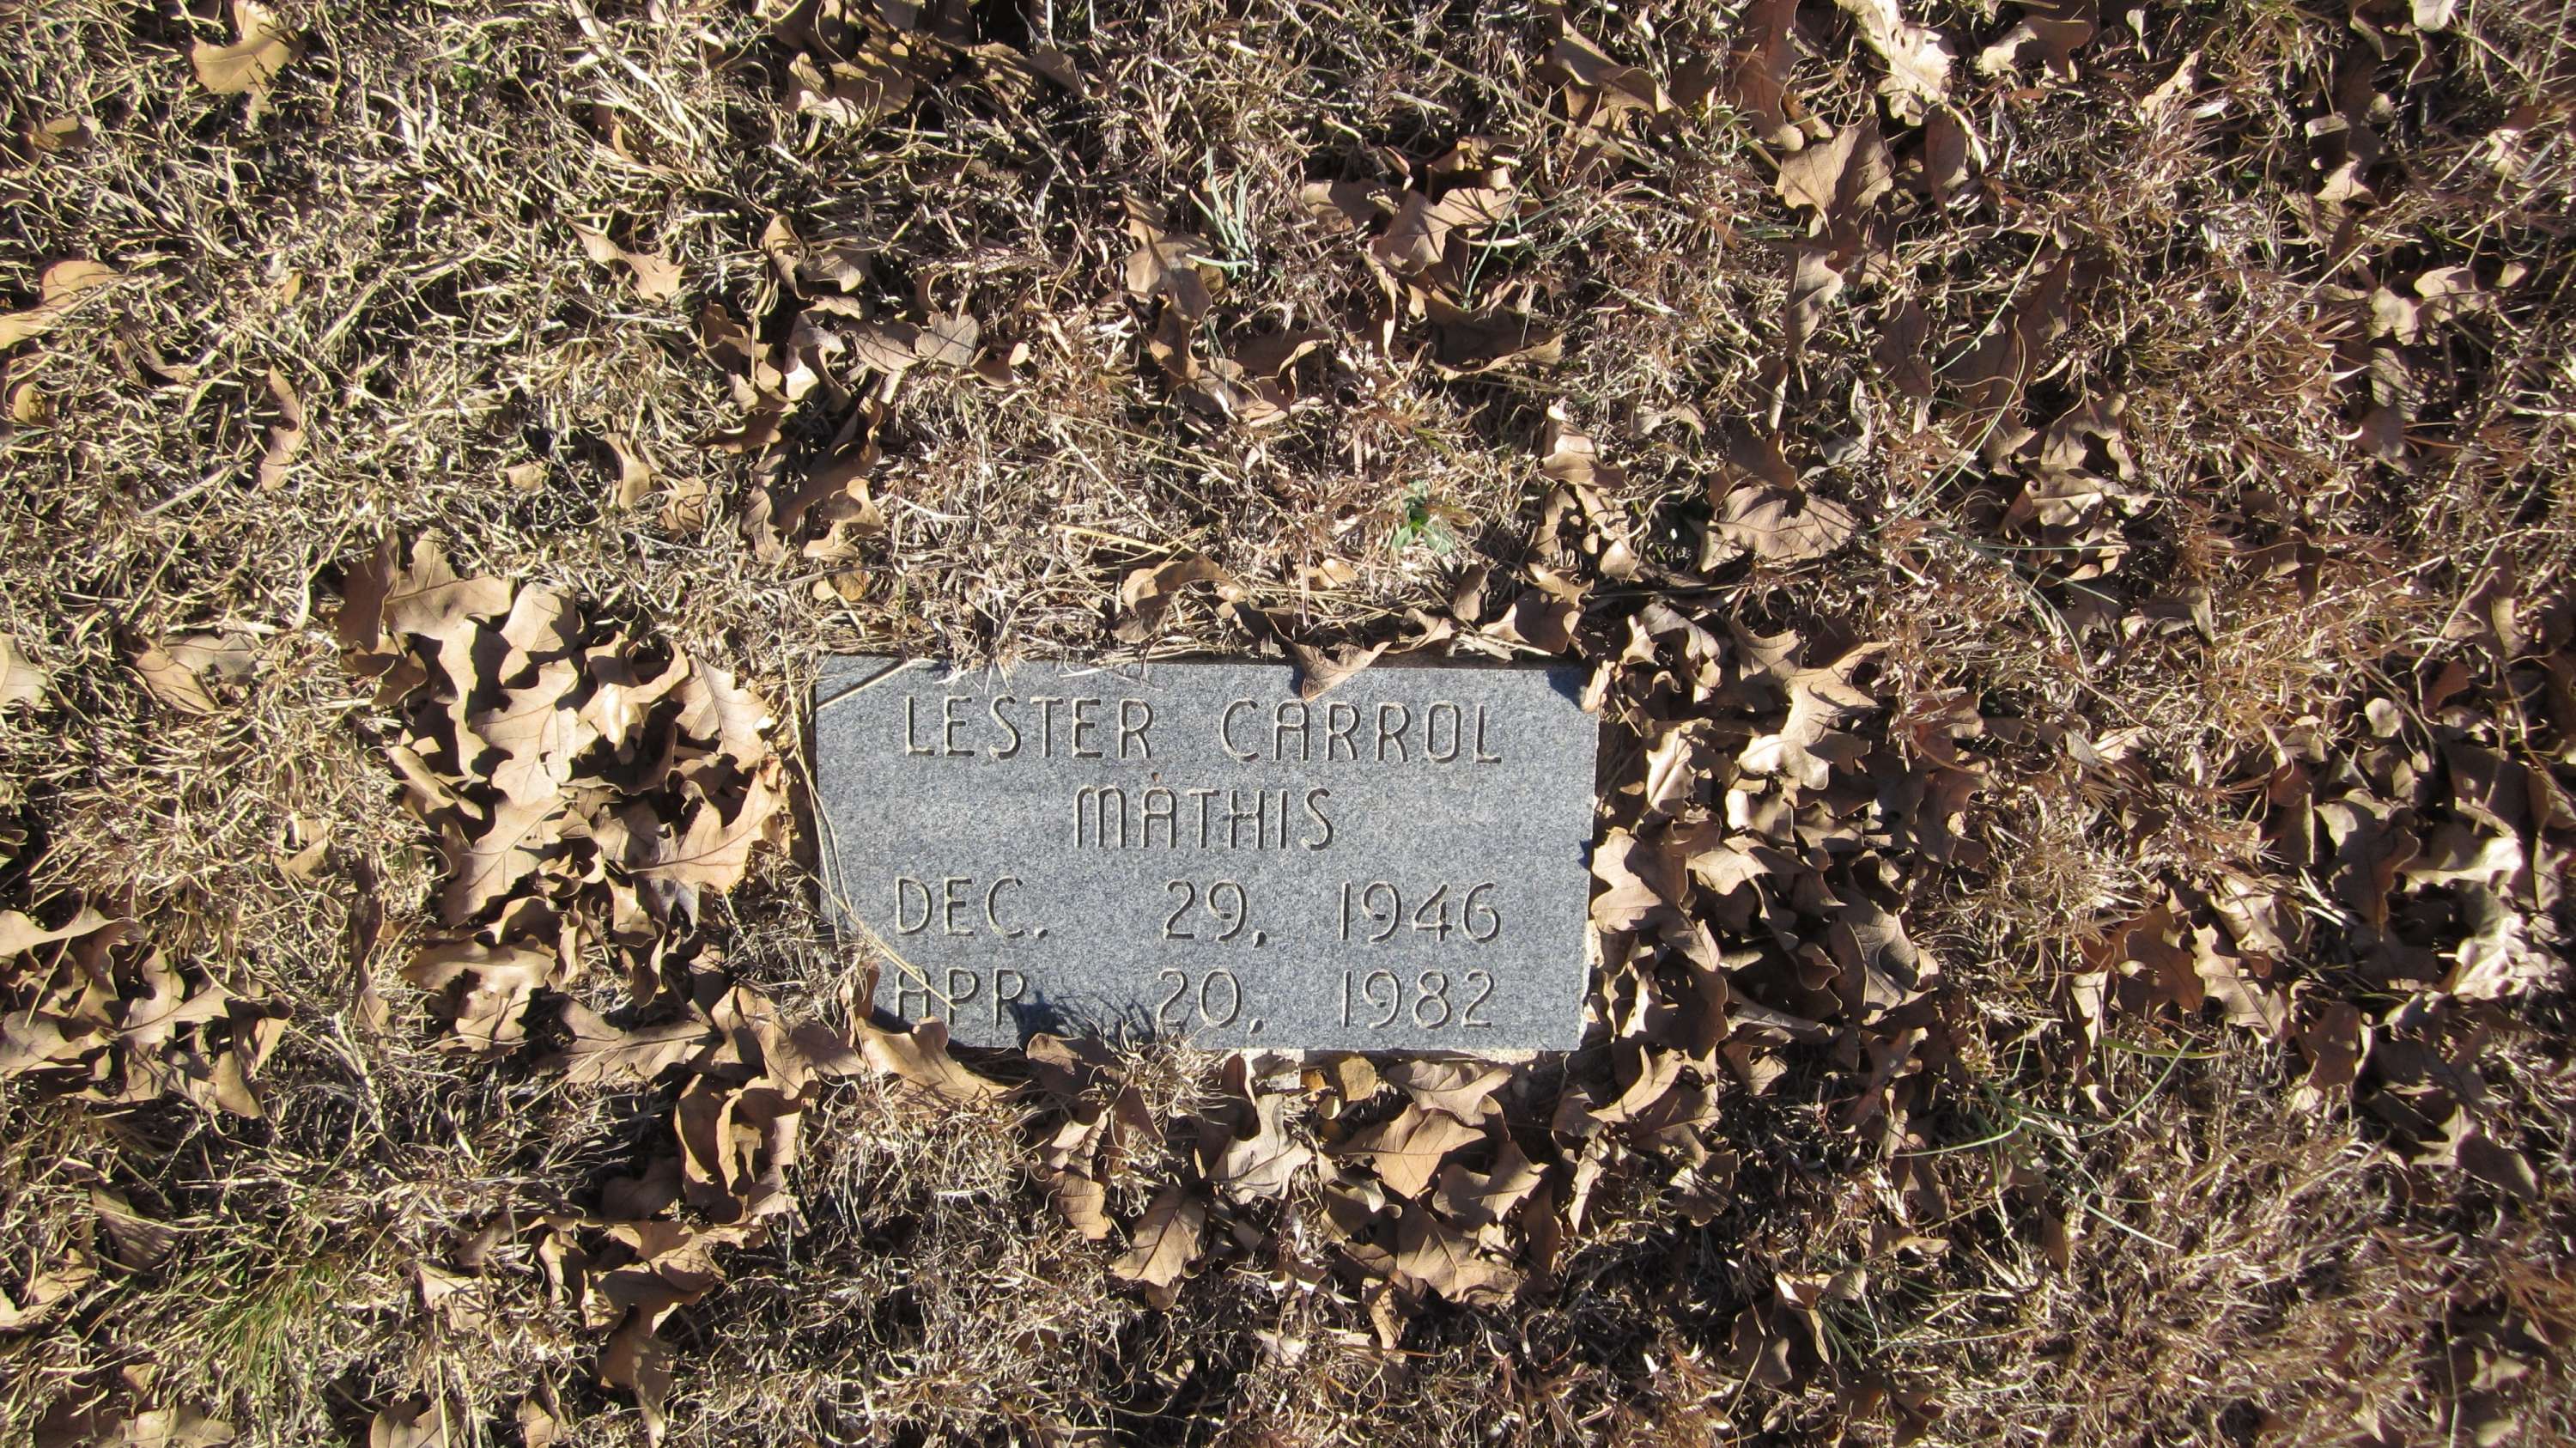 LESTER CARROL
MATHIS
DEC. 29, 1946
APR 20, 1982